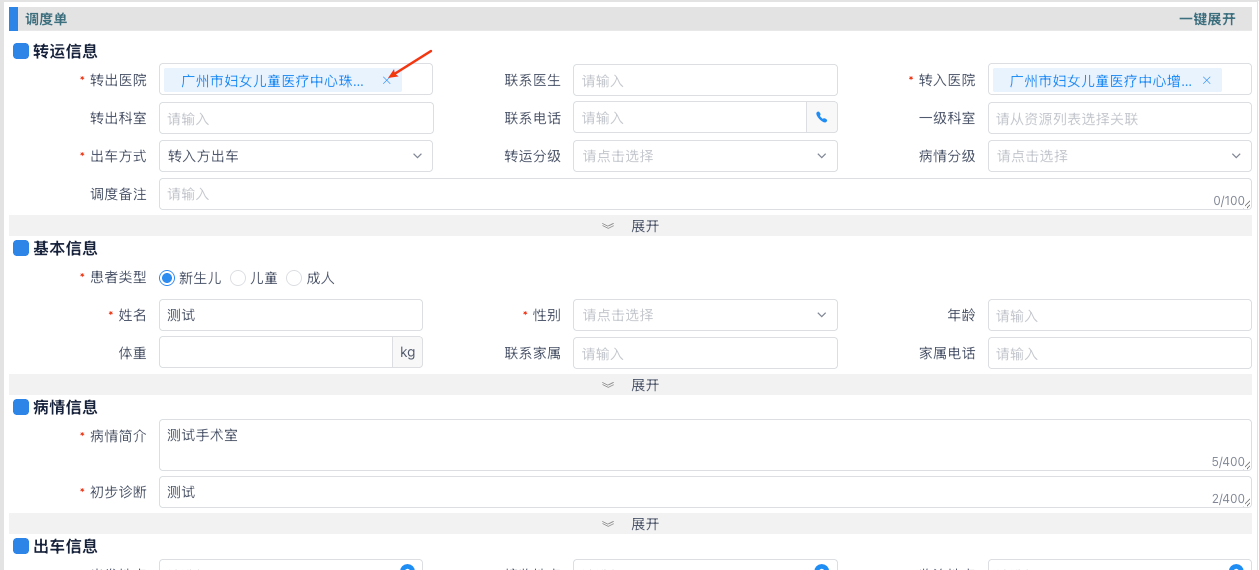 调度单 一键展开
转运信息
* 转出医院 广州市妇女儿童医疗中心珠... × 联系医生 请输入 * 转入医院 广州市妇女儿童医疗中心增... ×
转出科室 请输入 联系电话 请输入 一级科室 请从资源列表选择关联
* 出车方式 转入方出车 转运分级 请点击选择 病情分级 请点击选择
调度备注 请输入 0/100
展开
基本信息
* 患者类型 新生儿 儿童 成人
* 姓名 测试 * 性别 请点击选择 年龄 请输入
体重 kg 联系家属 请输入 家属电话 请输入
展开
病情信息
* 病情简介 测试手术室 5/400
* 初步诊断 测试 2/400
展开
出车信息